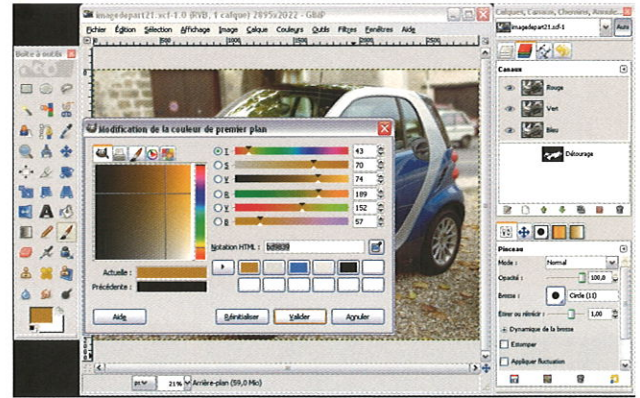 imagedepart21.xcf-1.0 (RVB, 1 calque) 2895x2022 - GIMP
Fichier Édition Sélection Affichage Image Calque Couleurs Outils Filtres Fenêtres Aide
Boîte à outils
Modification de la couleur de premier plan
T 43
S 70
V 74
R 189
V 152
B 57
Notation HTML : bd9839
Actuelle :
Précédente :
Aide Réinitialiser Valider Annuler
21% Arrière-plan (59,0 Mio)
Calques, Canaux, Chemins, Annule...
imagedepart21.xcf-1 Auto
Canaux
Rouge
Vert
Bleu
Détourage
Pinceau
Mode : Normal
Opacité : 100,0
Brosse : Circle (11)
Étirer ou rétrécir : 1,00
Dynamique de la brosse
Estomper
Appliquer fluctuation